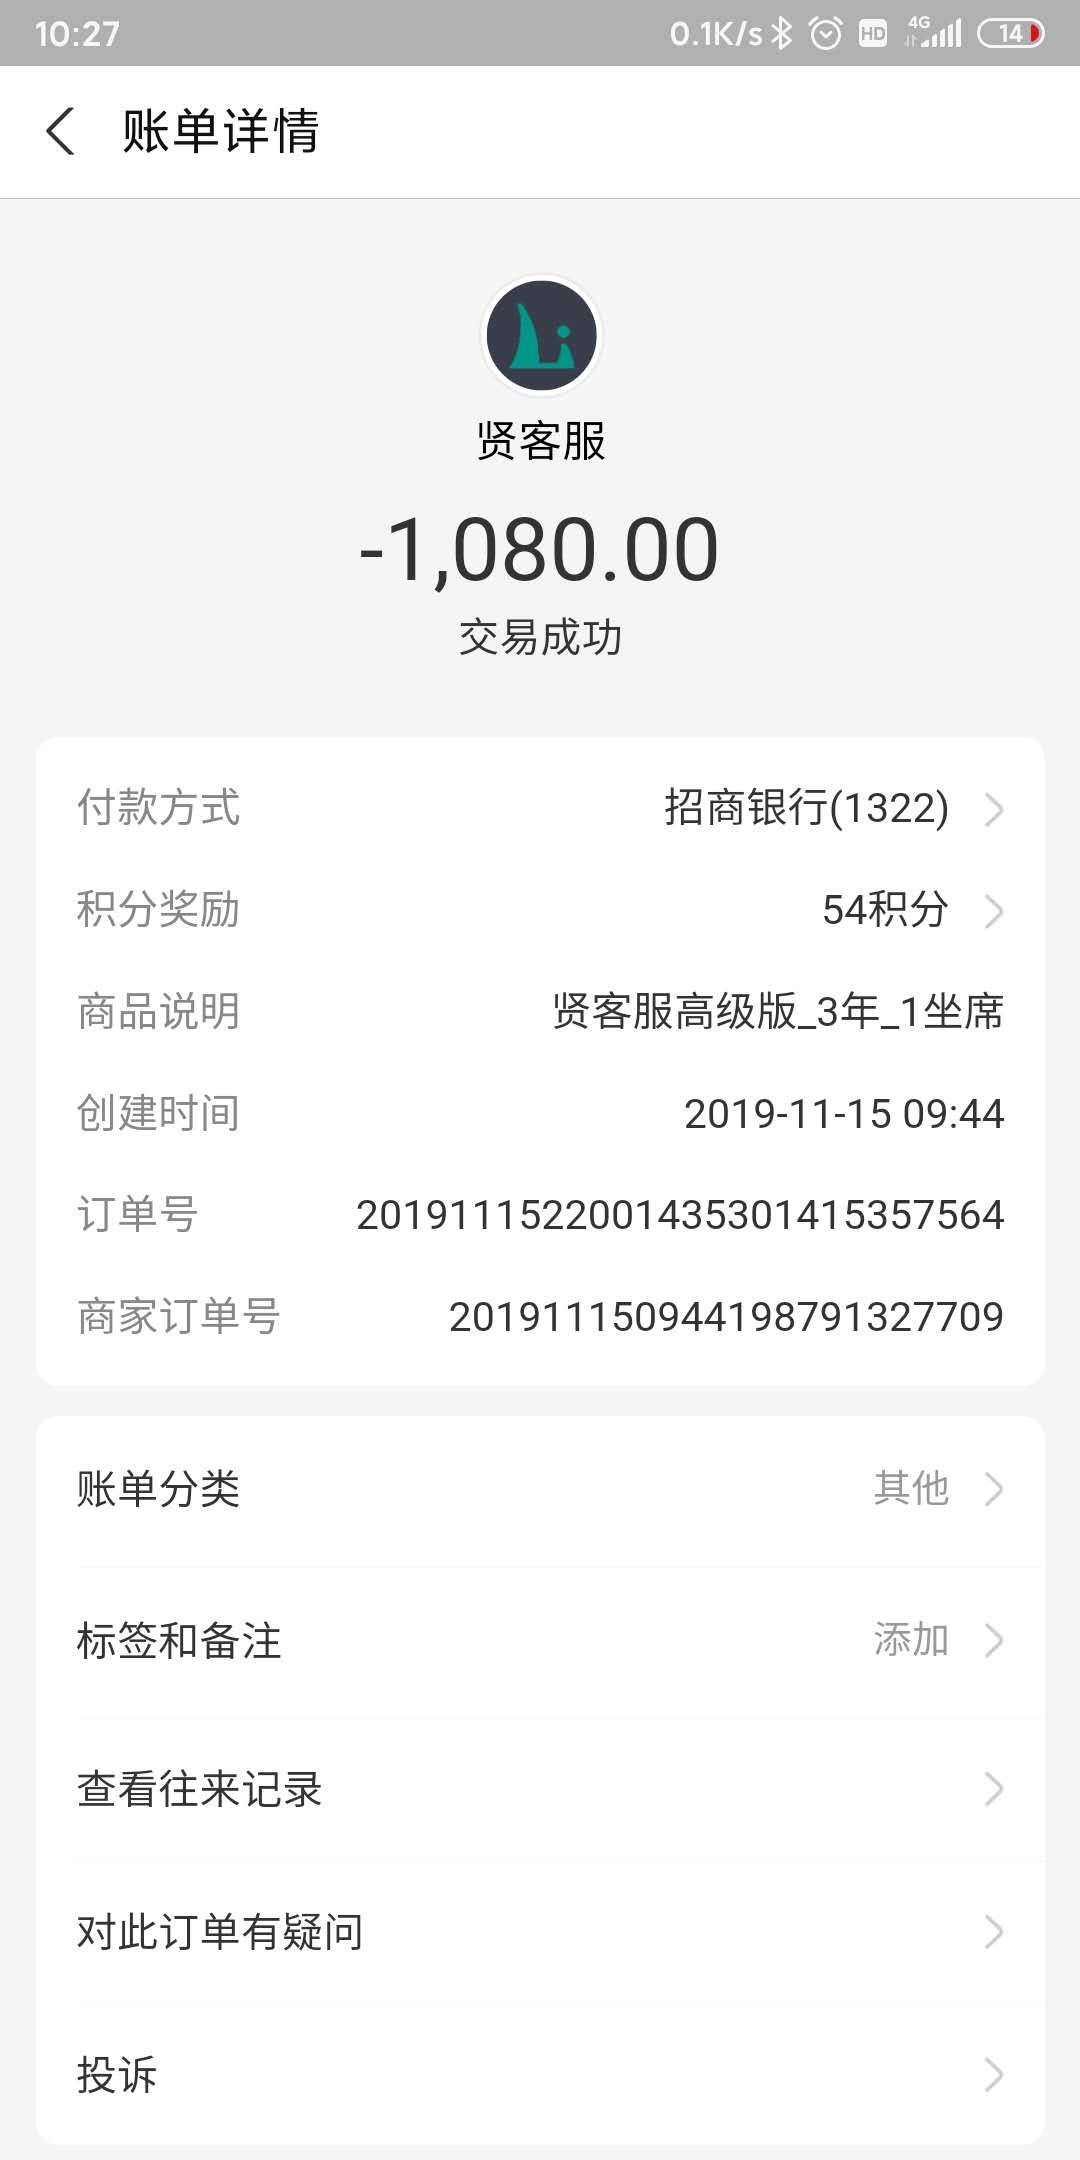 10:27 0.1K/s HD 4G 14
账单详情
Li
贤客服
-1,080.00
交易成功
付款方式 招商银行(1322)
积分奖励 54积分
商品说明 贤客服高级版_3年_1坐席
创建时间 2019-11-15 09:44
订单号 2019111522001435301415357564
商家订单号 201911150944198791327709
账单分类 其他
标签和备注 添加
查看往来记录
对此订单有疑问
投诉